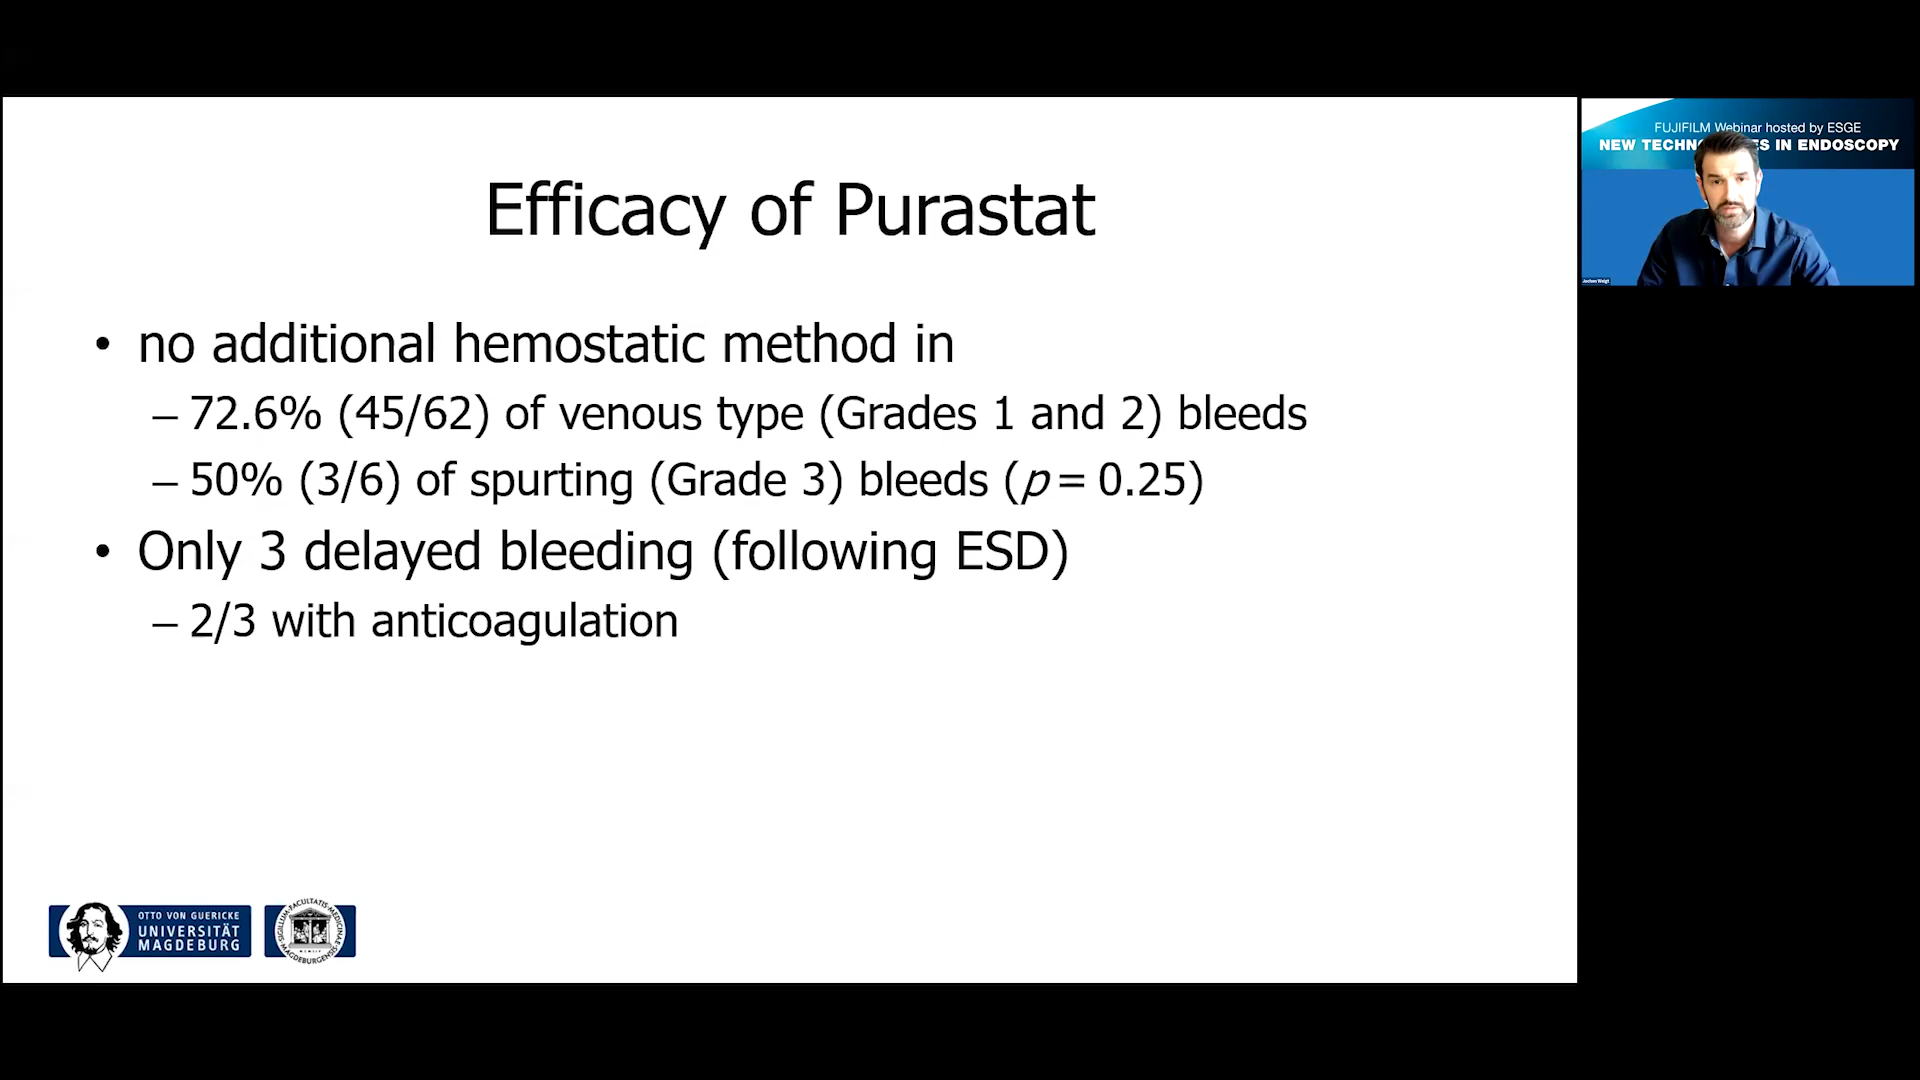 Efficacy of Purastat
• no additional hemostatic method in
– 72.6% (45/62) of venous type (Grades 1 and 2) bleeds
– 50% (3/6) of spurting (Grade 3) bleeds (p = 0.25)
• Only 3 delayed bleeding (following ESD)
– 2/3 with anticoagulation
OTTO VON GUERICKE
UNIVERSITÄT
MAGDEBURG
FUJIFILM Webinar hosted by ESGE
NEW IN ENDOSCOPY
Jochen Weigt